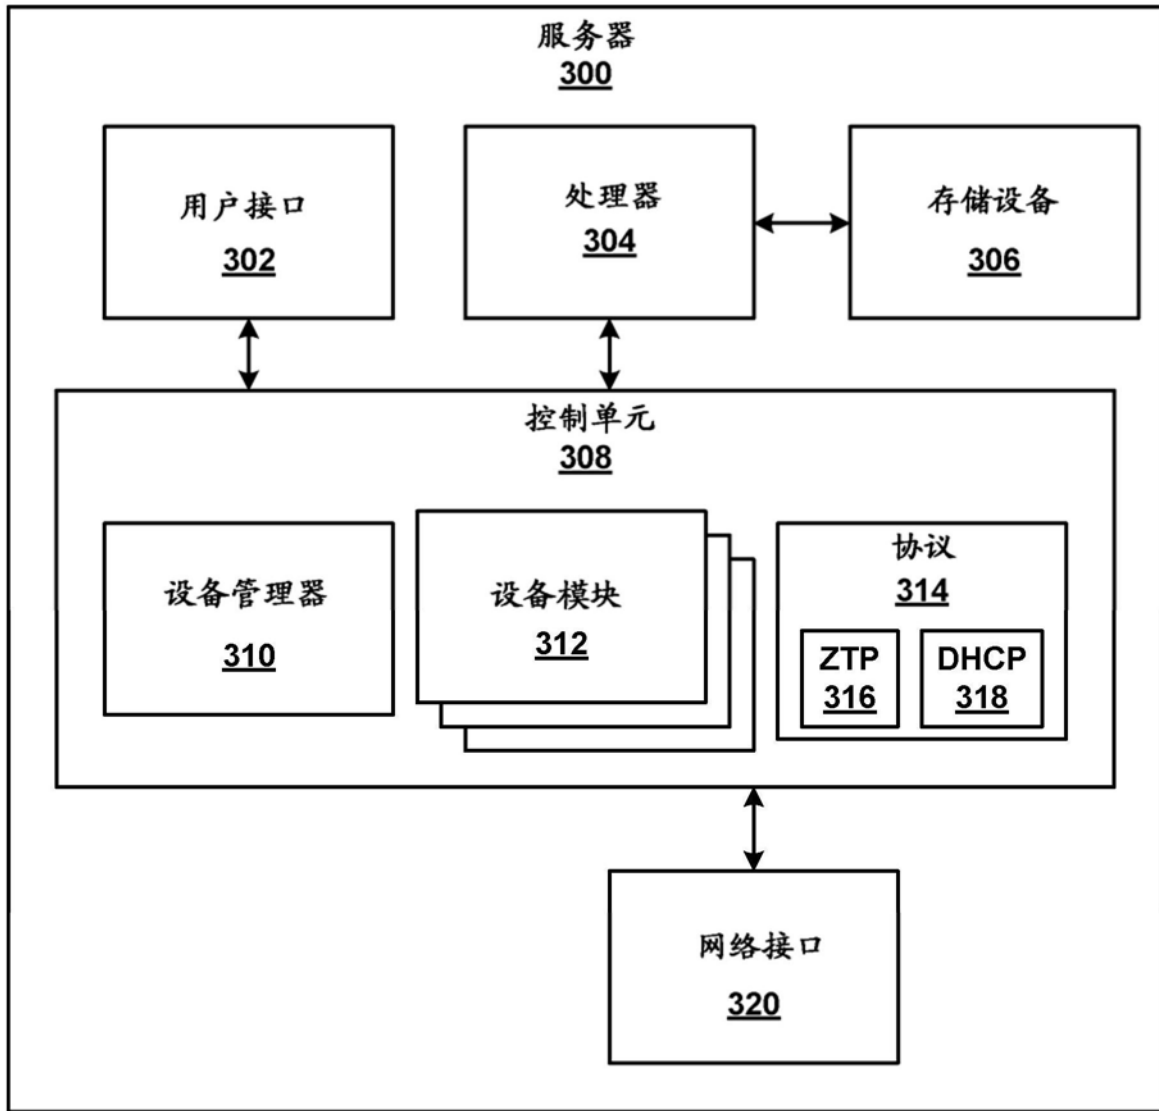 服务器
300
用户接口
302
处理器
304
存储设备
306
控制单元
308
设备管理器
310
设备模块
312
协议
314
ZTP
316
DHCP
318
网络接口
320